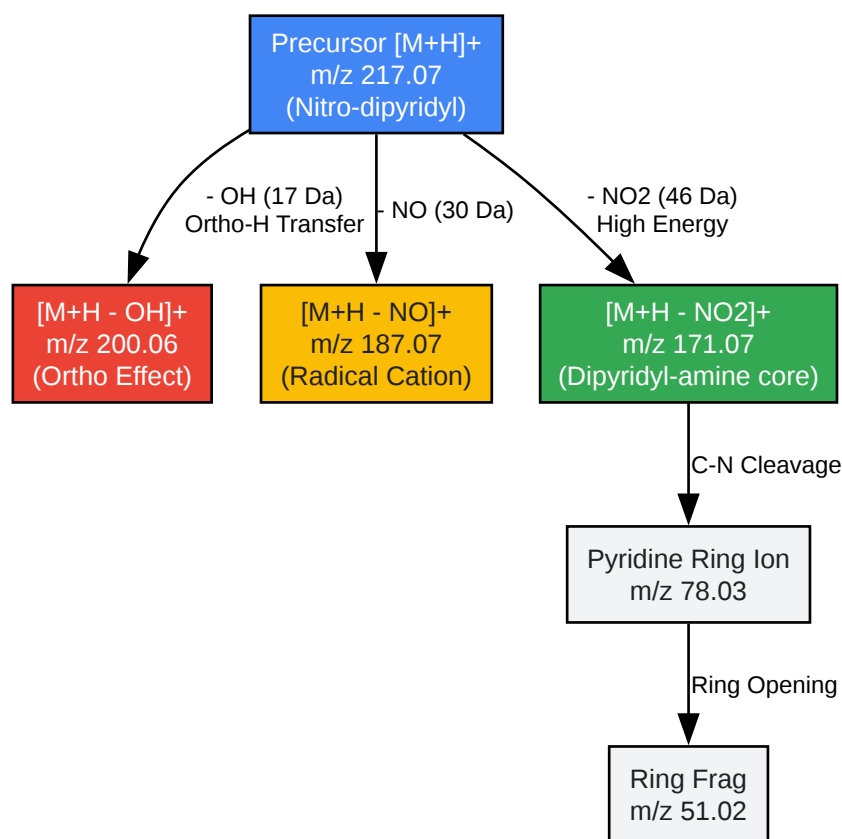 Precursor [M+H]+
m/z 217.07
(Nitro-dipyridyl)
- OH (17 Da)
Ortho-H Transfer
- NO (30 Da)
- NO2 (46 Da)
High Energy
[M+H - OH]+
m/z 200.06
(Ortho Effect)
[M+H - NO]+
m/z 187.07
(Radical Cation)
[M+H - NO2]+
m/z 171.07
(Dipyridyl-amine core)
C-N Cleavage
Pyridine Ring Ion
m/z 78.03
Ring Opening
Ring Frag
m/z 51.02